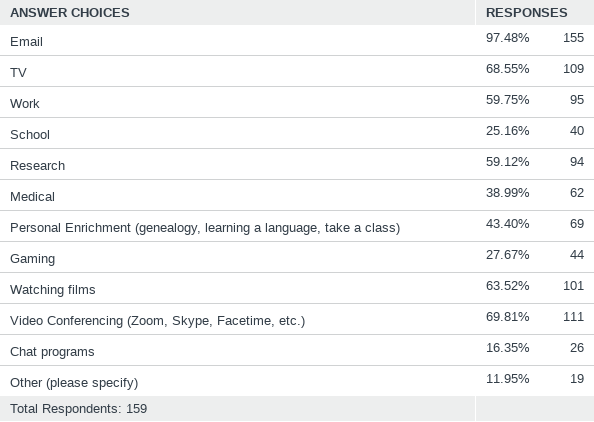 ANSWER CHOICES RESPONSES
Email 97.48% 155
TV 68.55% 109
Work 59.75% 95
School 25.16% 40
Research 59.12% 94
Medical 38.99% 62
Personal Enrichment (genealogy, learning a language, take a class) 43.40% 69
Gaming 27.67% 44
Watching films 63.52% 101
Video Conferencing (Zoom, Skype, Facetime, etc.) 69.81% 111
Chat programs 16.35% 26
Other (please specify) 11.95% 19
Total Respondents: 159